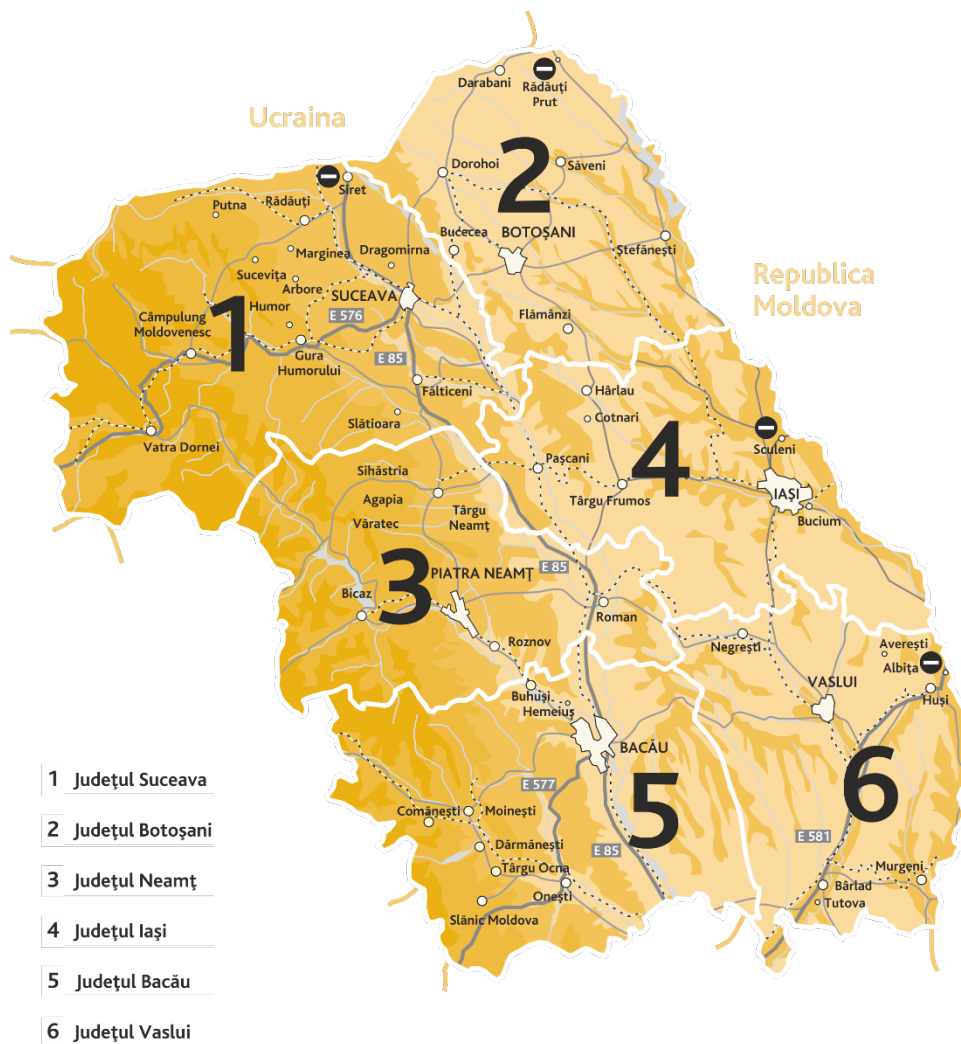 Darabani
Rădăuți
Prut
Ucraina
2
Dorohoi
Săveni
Siret
Putna
Rădăuți
Bucecea
BOTOȘANI
Ștefănești
Marginea
Dragomirna
Sucevița
Arbore
Republica
Moldova
SUCEAVA
Humor
1
Câmpulung
Moldovenesc
E 576
Flămânzi
Gura
Humorului
E 85
Fălticeni
Hârlau
Cotnari
Slătioara
4
Vatra Dornei
Sculeni
Pașcani
Sihăstria
Târgu Frumos
IAȘI
Agapia
Târgu
Neamț
Bucium
Văratec
3
PIATRA NEAMȚ
E 85
Bicaz
Roman
Roznov
Negrești
Averești
Albița
Buhuși
Hemeiuș
VASLUI
Huși
BACĂU
6
5
E 577
Comănești
Moinești
E 581
Dărmănești
E 85
Târgu Ocna
Murgeni
Onești
Bârlad
Tutova
Slănic Moldova
1 Județul Suceava
2 Județul Botoșani
3 Județul Neamț
4 Județul Iași
5 Județul Bacău
6 Județul Vaslui